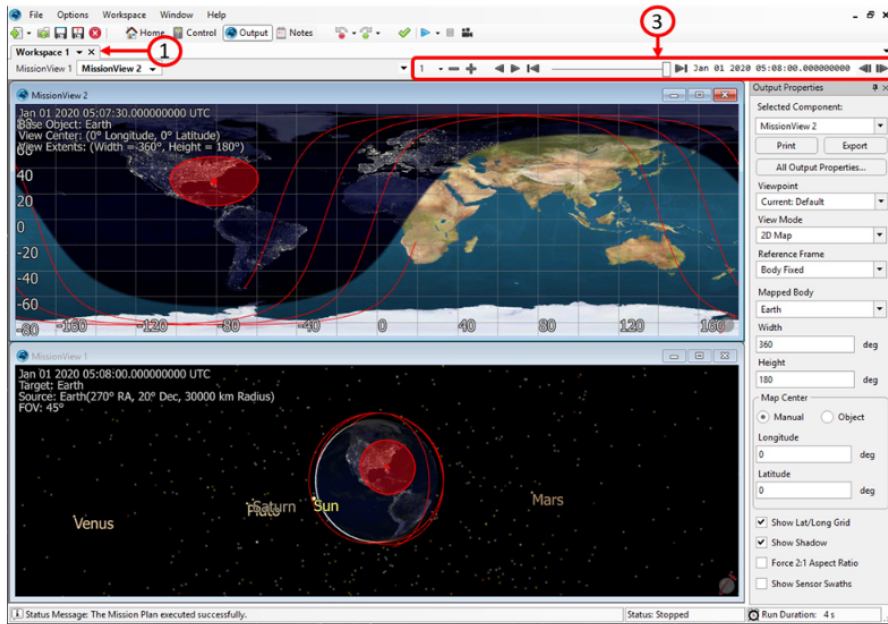 File Options Workspace Window Help
Home Control Output Notes
3
Workspace 1
1
MissionView 1 MissionView 2
1 Jan 01 2020 05:08:00.000000000
MissionView 2
Jan 01 2020 05:07:30.000000000 UTC
Base Object: Earth
View Center: (0° Longitude, 0° Latitude)
View Extents: (Width = 360°, Height = 180°)
60
40
20
0
-20
-40
-60
-80 -160 -120 -80 -40 0 40 80 120 160
MissionView 1
Jan 01 2020 05:08:00.000000000 UTC
Target: Earth
Source: Earth(270° RA, 20° Dec, 30000 km Radius)
FOV: 45°
Venus
Pluto
Saturn
Sun
Mars
Output Properties
Selected Component:
MissionView 2
Print Export
All Output Properties...
Viewpoint
Current: Default
View Mode
2D Map
Reference Frame
Body Fixed
Mapped Body
Earth
Width
360 deg
Height
180 deg
Map Center
Manual Object
Longitude
0 deg
Latitude
0 deg
Show Lat/Long Grid
Show Shadow
Force 2:1 Aspect Ratio
Show Sensor Swaths
Status Message: The Mission Plan executed successfully.
Status: Stopped
Run Duration: 4 s